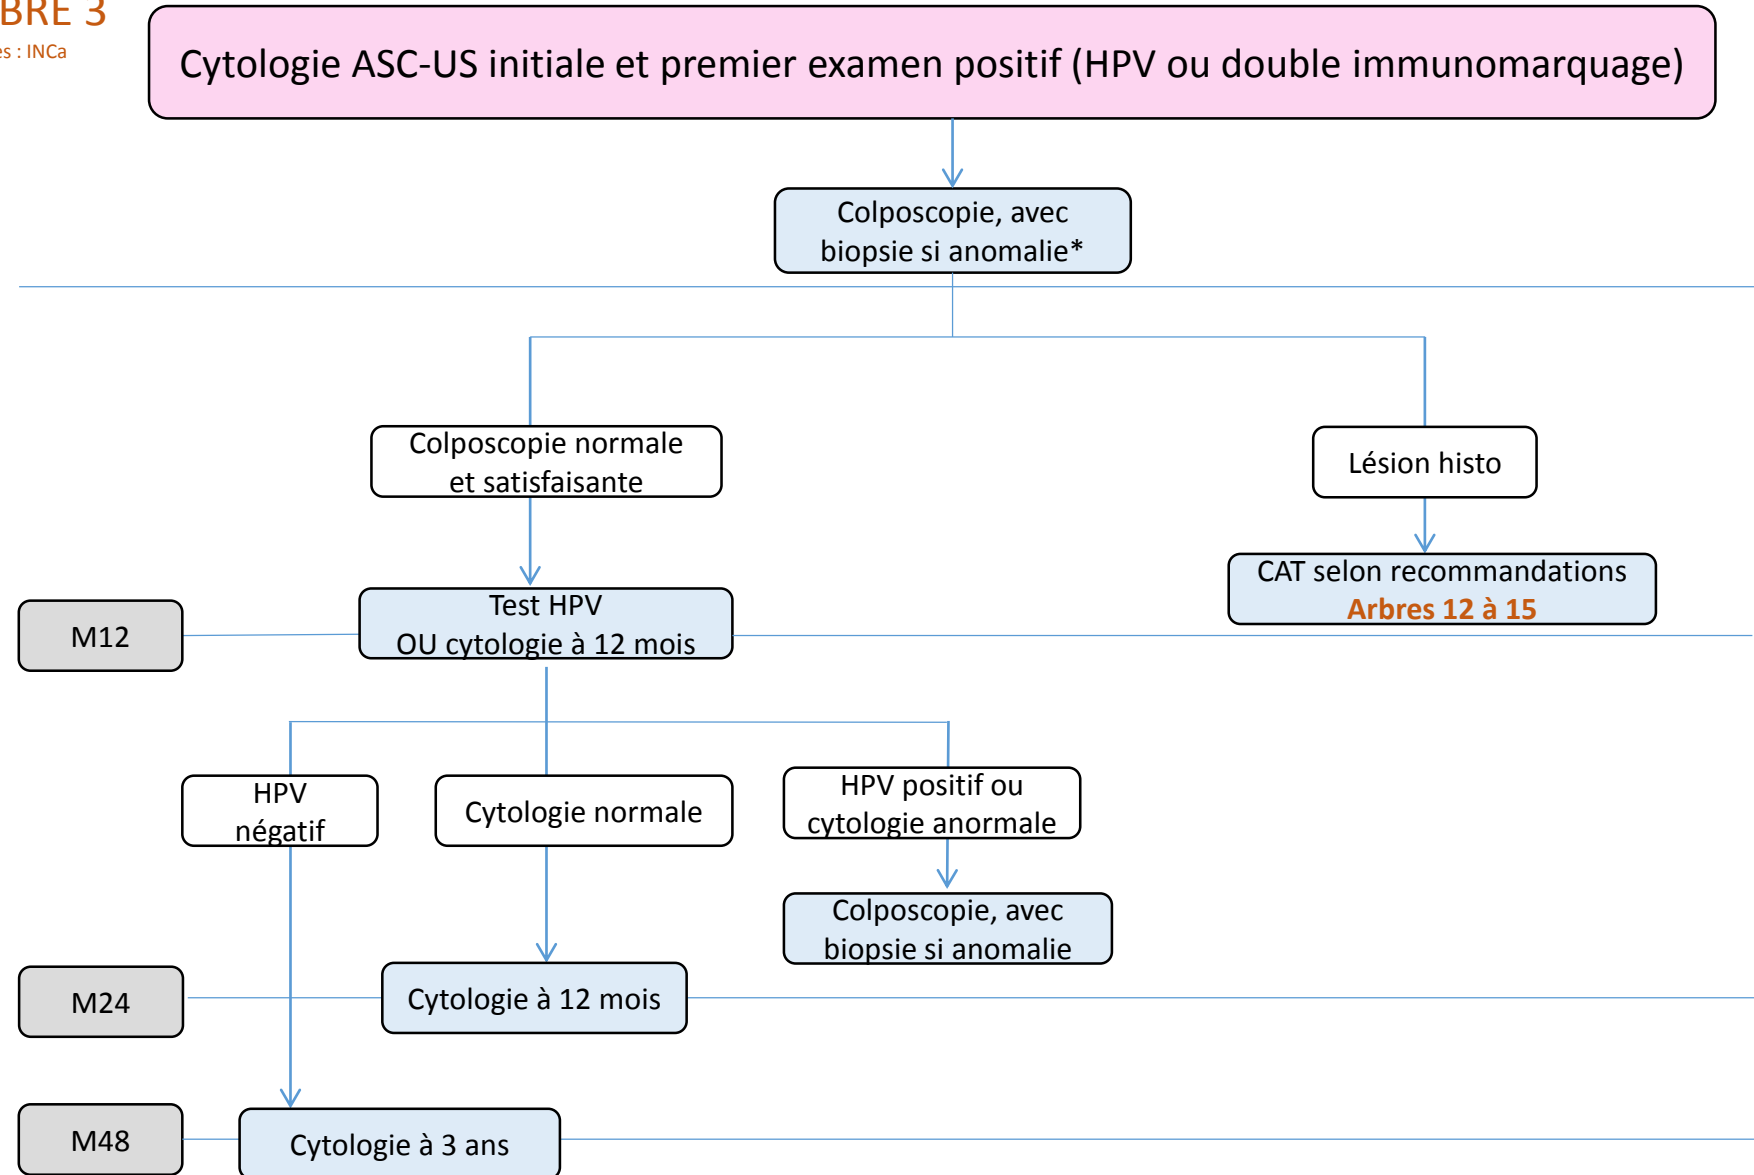 BRE 3
es : INCa
Cytologie ASC-US initiale et premier examen positif (HPV ou double immunomarquage)
Colposcopie, avec
biopsie si anomalie*
Colposcopie normale
et satisfaisante
Lésion histo
CAT selon recommandations
Arbres 12 à 15
M12
Test HPV
OU cytologie à 12 mois
HPV
négatif
Cytologie normale
HPV positif ou
cytologie anormale
Colposcopie, avec
biopsie si anomalie
M24
Cytologie à 12 mois
M48
Cytologie à 3 ans